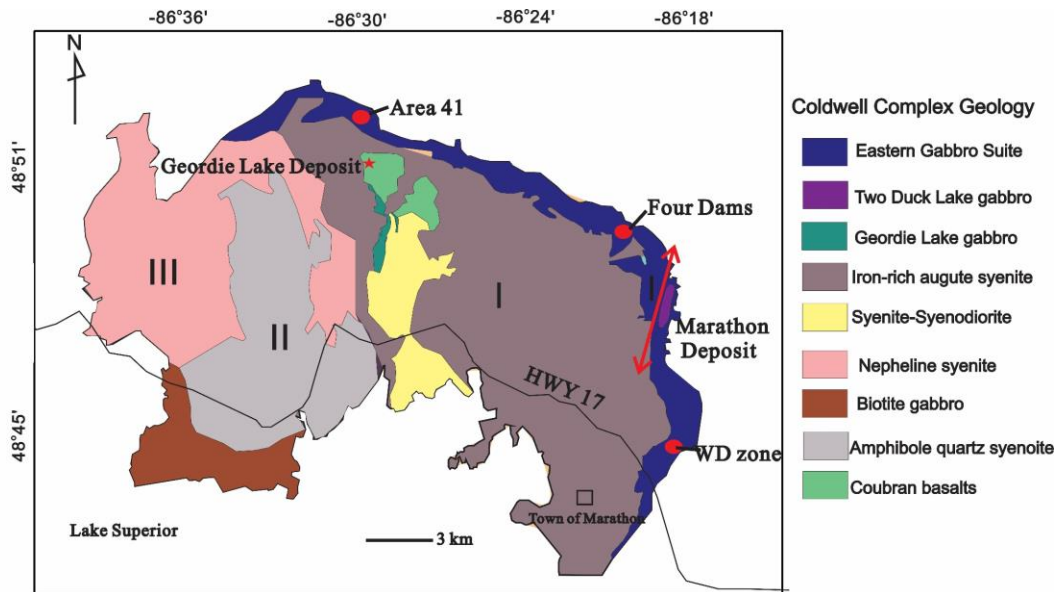 -86°36'
-86°30'
-86°24'
-86°18'
N
Area 41
Coldwell Complex Geology
48°51'
Geordie Lake Deposit
Eastern Gabbro Suite
Two Duck Lake gabbro
Four Dams
Geordie Lake gabbro
III
I
I
Iron-rich augute syenite
II
Marathon
Deposit
Syenite-Syenodiorite
Nepheline syenite
HWY 17
Biotite gabbro
48°45'
WD zone
Amphibole quartz syenoite
Coubran basalts
Town of Marathon
Lake Superior
3 km